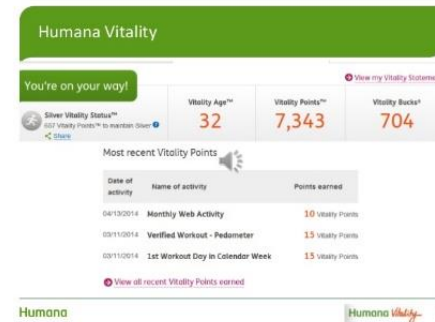 Humana Vitality
View my Vitality Stateme
You're on your way!
Silver Vitality Status™
657 Vitality Points™ to maintain Silver
Share
Vitality Age™
32
Vitality Points™
7,343
Vitality Bucks®
704
Most recent Vitality Points
Date of activity Name of activity Points earned
04/13/2014 Monthly Web Activity 10 Vitality Points
03/11/2014 Verified Workout - Pedometer 15 Vitality Points
03/11/2014 1st Workout Day in Calendar Week 15 Vitality Points
View all recent Vitality Points earned
Humana
Humana Vitality